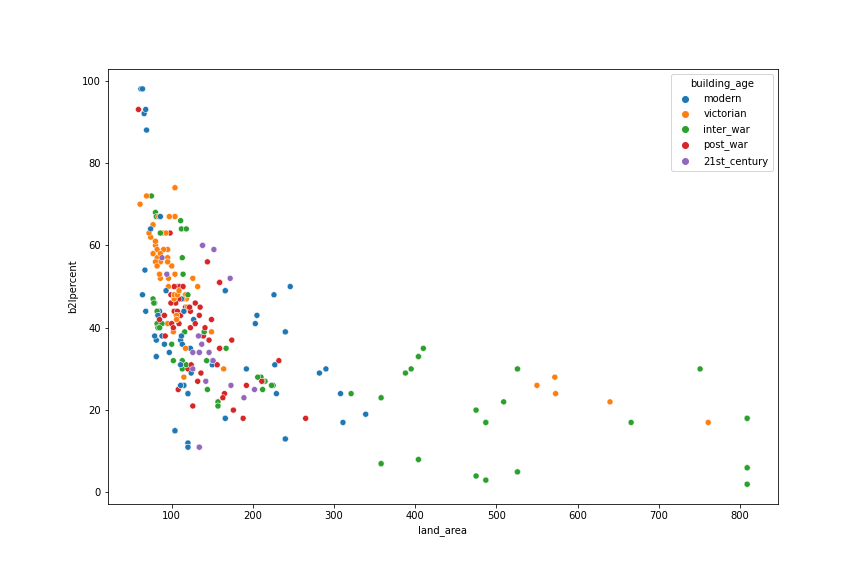 building_age
modern
victorian
inter_war
post_war
21st_century
100
80
60
40
20
0
b2lpercent
100
200
300
400
500
600
700
800
land_area